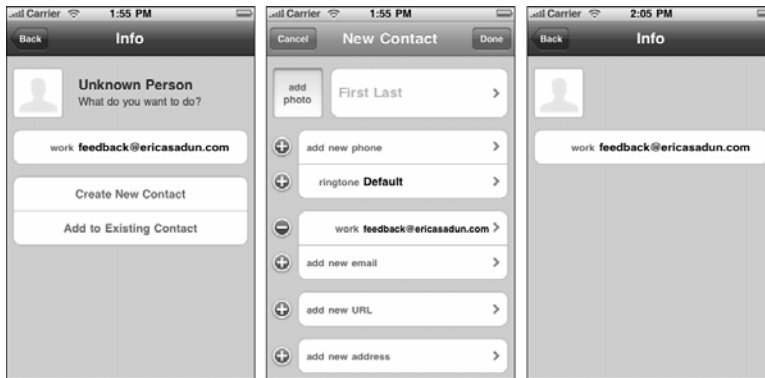 Carrier 1:55 PM
Back Info
Unknown Person
What do you want to do?
work feedback@ericasadun.com
Create New Contact
Add to Existing Contact
Carrier 1:55 PM
Cancel New Contact Done
add photo
First Last
add new phone
ringtone Default
work feedback@ericasadun.com
add new email
add new URL
add new address
Carrier 2:05 PM
Back Info
work feedback@ericasadun.com